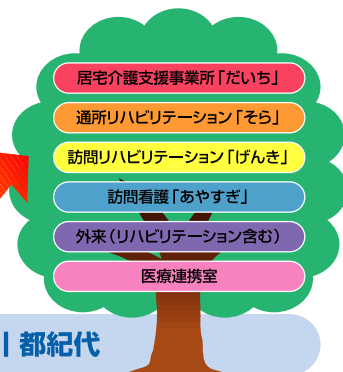 居宅介護支援事業所「だいち」
通所リハビリテーション「そら」
訪問リハビリテーション「げんき」
訪問看護「あやすぎ」
外来（リハビリテーション含む）
医療連携室
都紀代